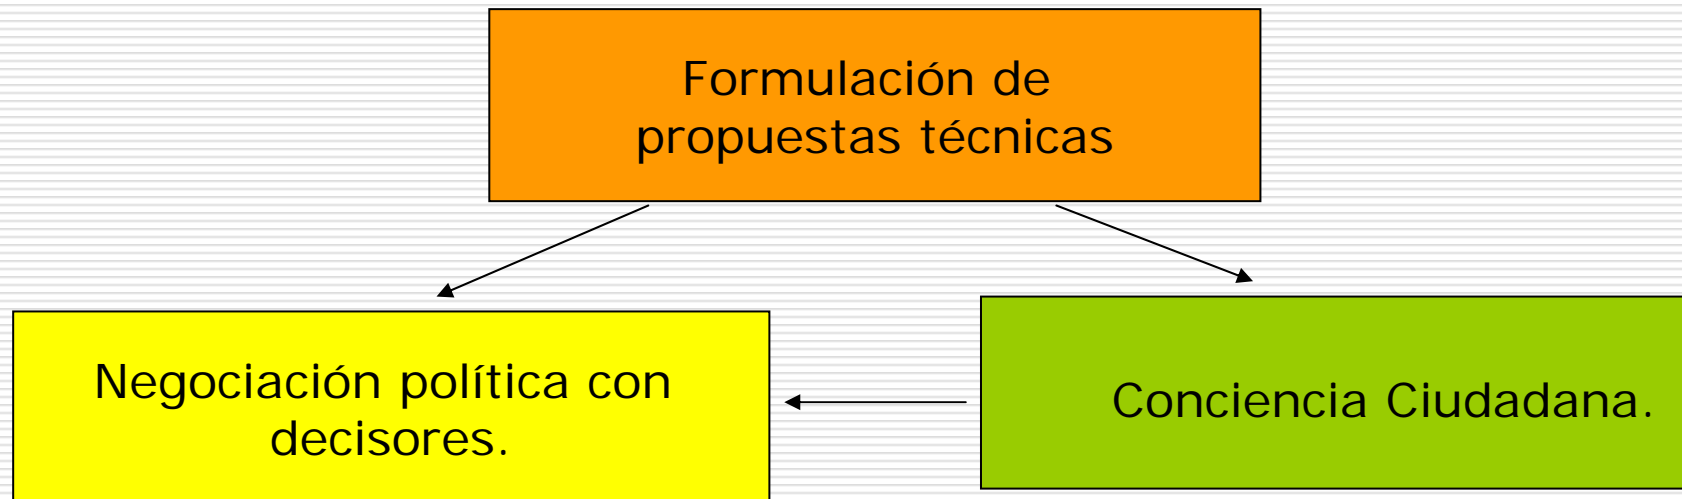 Formulación de
propuestas técnicas
Negociación política con
decisores.
Conciencia Ciudadana.